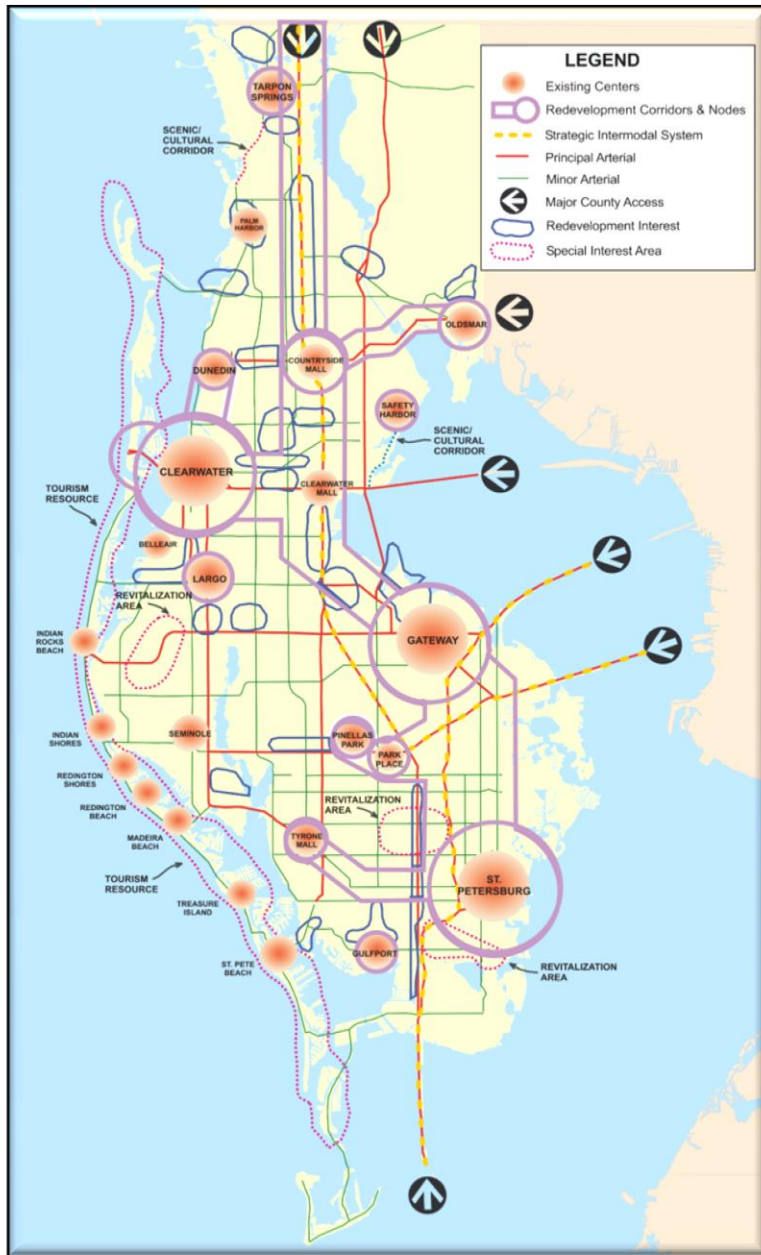 LEGEND
Existing Centers
Redevelopment Corridors & Nodes
Strategic Intermodal System
Principal Arterial
Minor Arterial
Major County Access
Redevelopment Interest
Special Interest Area
TARPON
SPRINGS
SCENIC/
CULTURAL
CORRIDOR
PALM
HARBOR
OLDSMAR
COUNTRYSIDE
MALL
DUNEDIN
SAFETY
HARBOR
SCENIC/
CULTURAL
CORRIDOR
CLEARWATER
CLEARWATER
MALL
TOURISM
RESOURCE
BELLEAIR
LARGO
REVITALIZATION
AREA
INDIAN
ROCKS
BEACH
GATEWAY
INDIAN
SHORES
SEMINOLE
PINELLAS
PARK
PARK
PLACE
REDINGTON
SHORES
REDINGTON
BEACH
MADEIRA
BEACH
REVITALIZATION
AREA
TYRONE
MALL
TOURISM
RESOURCE
TREASURE
ISLAND
ST.
PETERSBURG
ST. PETE
BEACH
GULFPORT
REVITALIZATION
AREA